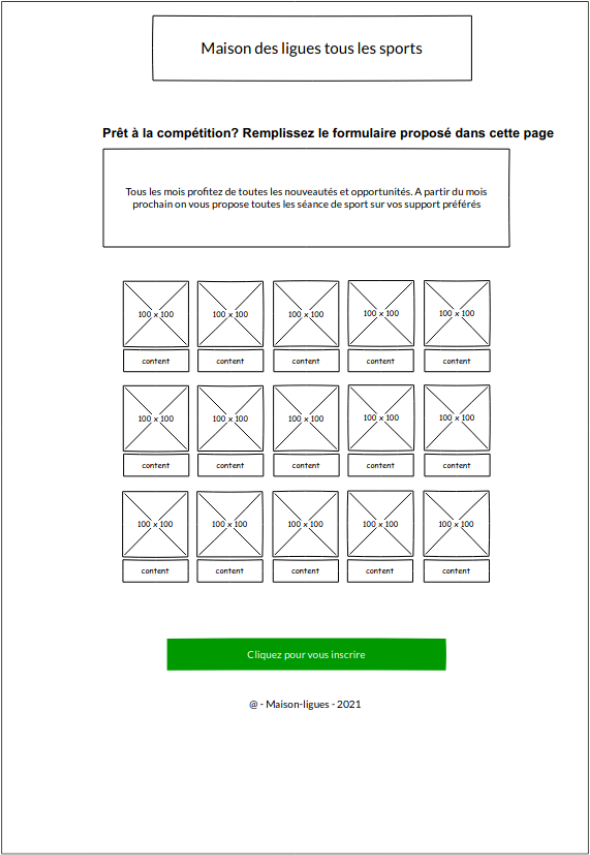 Maison des ligues tous les sports
Prêt à la compétition? Remplissez le formulaire proposé dans cette page
Tous les mois profitez de toutes les nouveautés et opportunités. A partir du mois
prochain on vous propose toutes les séance de sport sur vos support préférés
100 x 100 100 x 100 100 x 100 100 x 100 100 x 100
content content content content content
100 x 100 100 x 100 100 x 100 100 x 100 100 x 100
content content content content content
100 x 100 100 x 100 100 x 100 100 x 100 100 x 100
content content content content content
Cliquez pour vous inscrire
@ - Maison-ligues - 2021